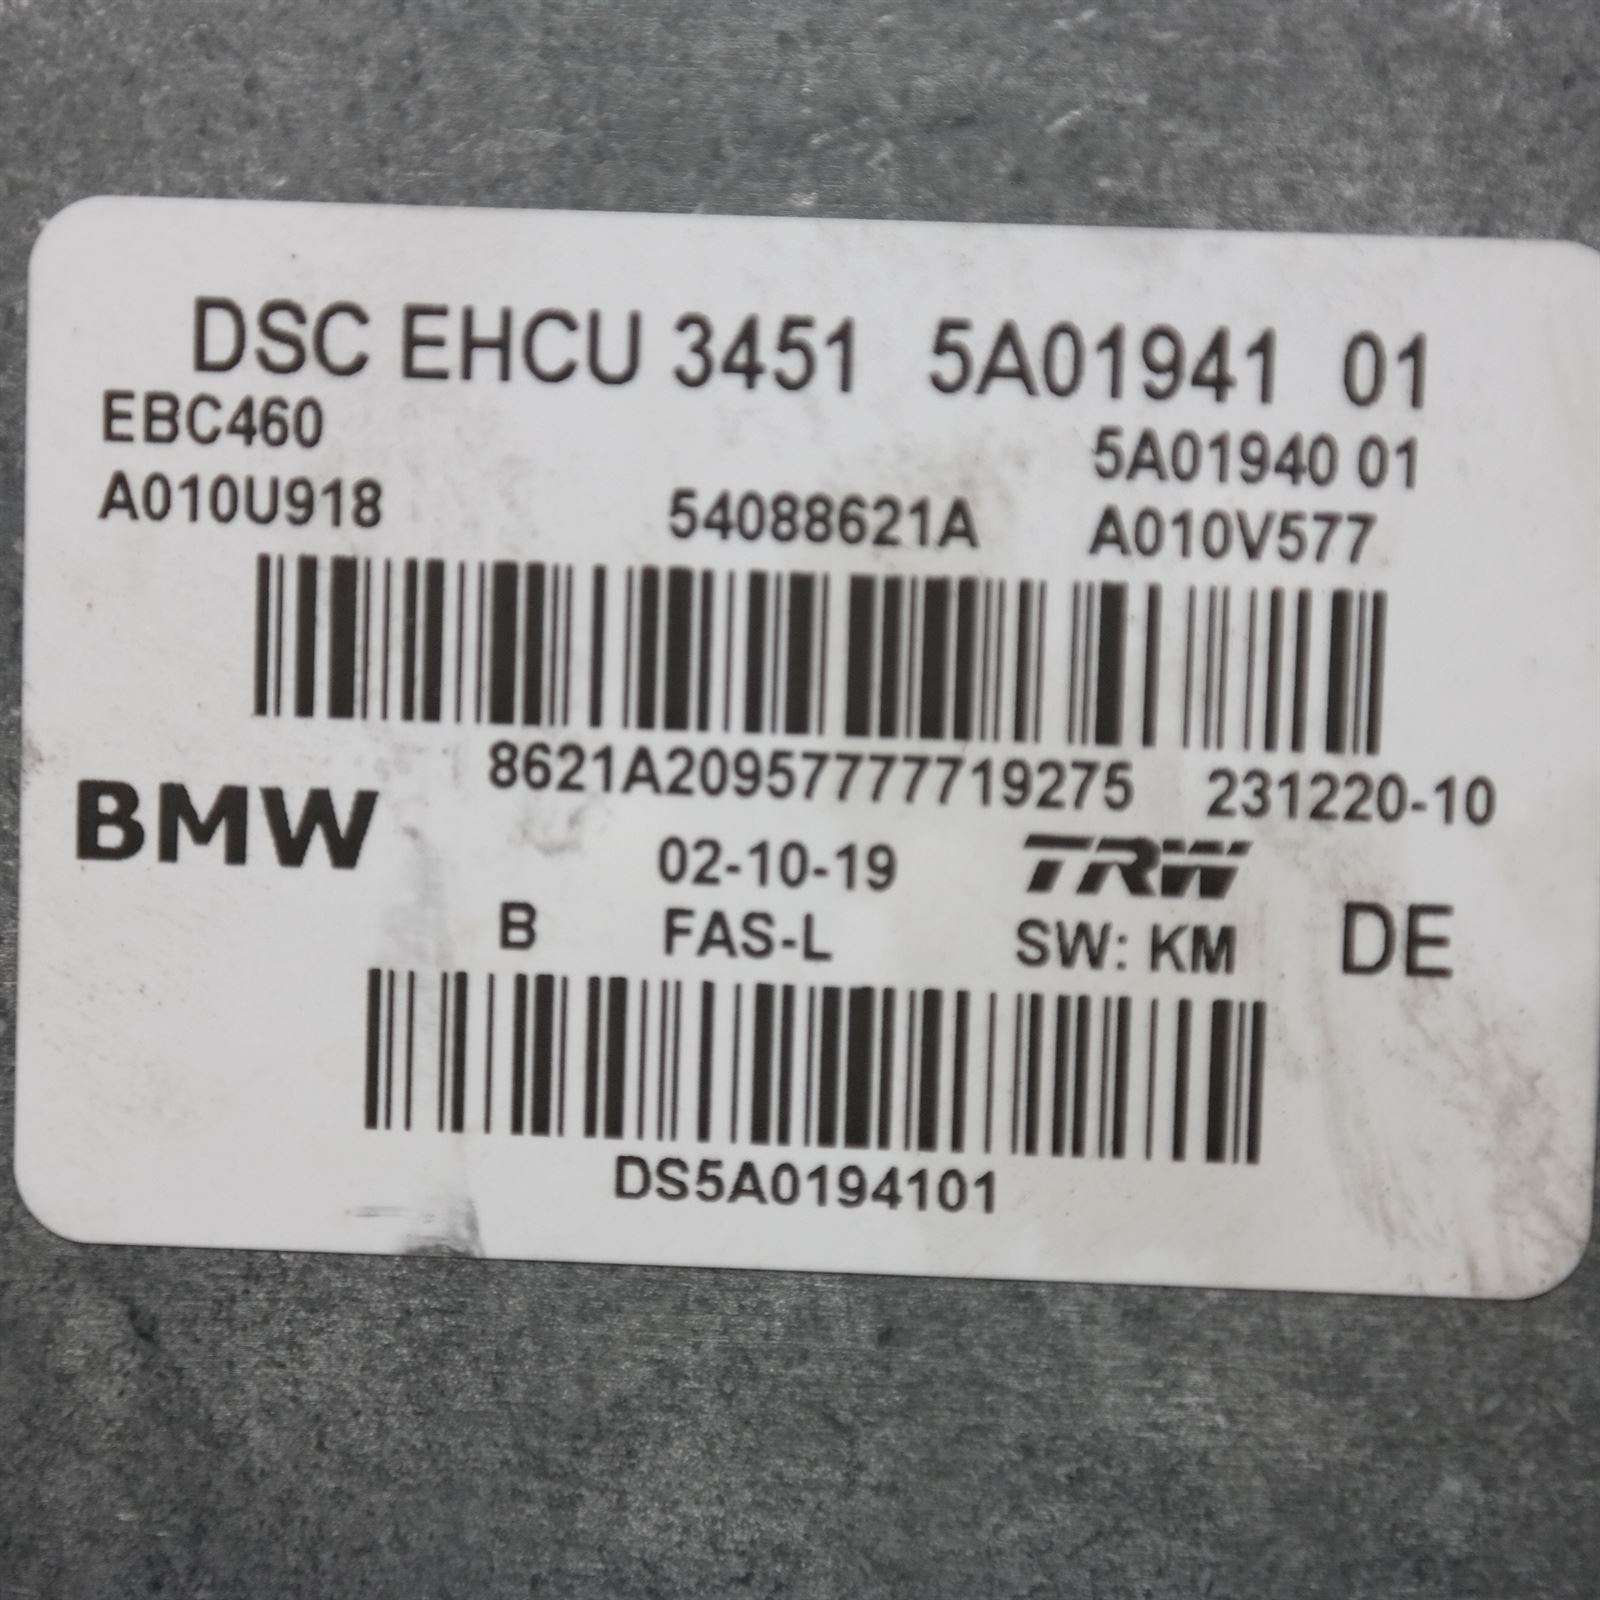 DSC EHCU 3451 5A01941 01
EBC460 5A01940 01
A010U918 54088621A A010V577
8621A20957777719275 231220-10
BMW 02-10-19 TRW
B FAS-L SW: KM DE
DS5A0194101